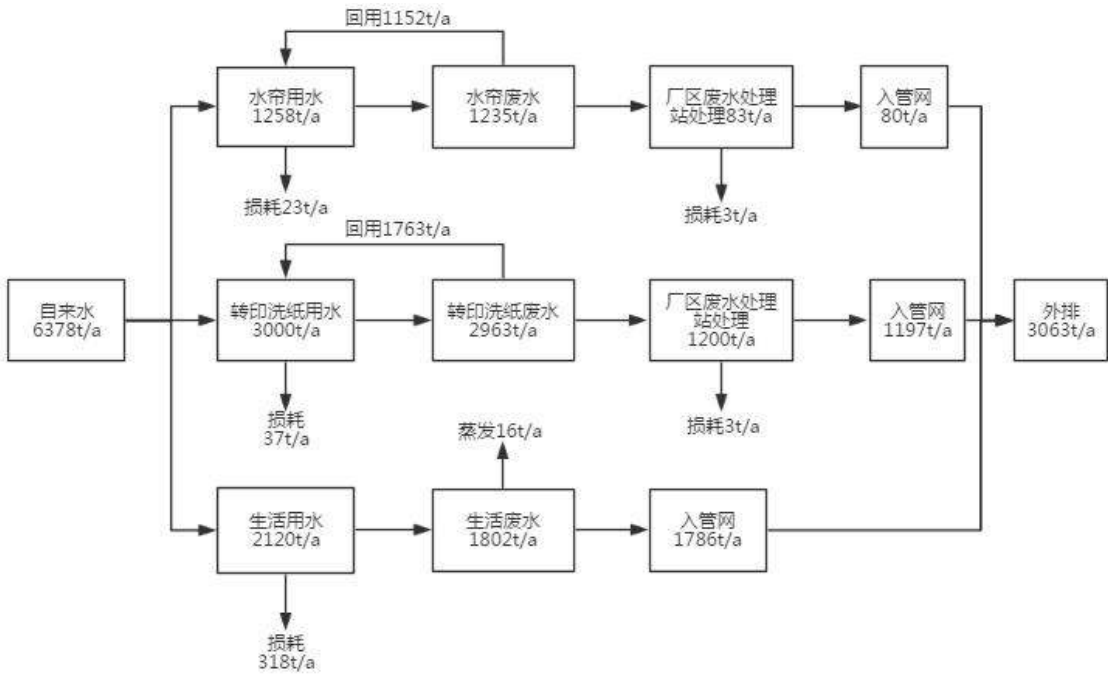 回用1152t/a
水帘用水
1258t/a
水帘废水
1235t/a
厂区废水处理
站处理83t/a
入管网
80t/a
损耗23t/a
损耗3t/a
回用1763t/a
自来水
6378t/a
转印洗纸用水
3000t/a
转印洗纸废水
2963t/a
厂区废水处理
站处理
1200t/a
入管网
1197t/a
外排
3063t/a
损耗
37t/a
蒸发16t/a
损耗3t/a
生活用水
2120t/a
生活废水
1802t/a
入管网
1786t/a
损耗
318t/a